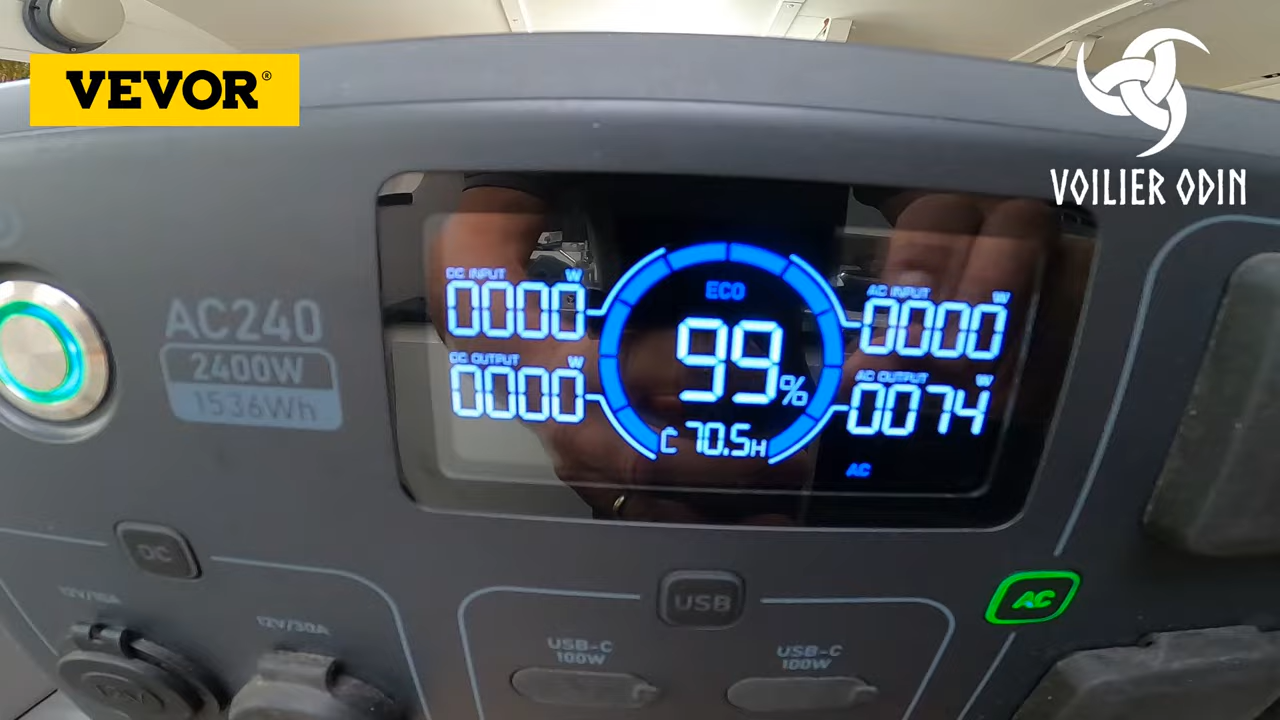 VEVOR®
VOILIER ODIN
AC240
2400W
1536Wh
DC INPUT W
0000
DC OUTPUT W
0000
ECO
99%
70.5H
AC INPUT W
0000
AC OUTPUT W
0074
AC
DC
USB
AC
12V/30A
USB-C
100W
USB-C
100W
12V